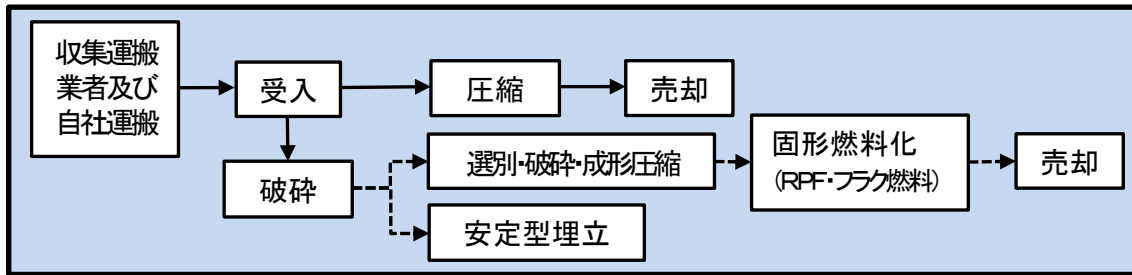 収集運搬
業者及び
自社運搬
受入
圧縮
売却
破砕
選別・破砕・成形圧縮
固形燃料化
(RPF・フラク燃料)
売却
安定型埋立